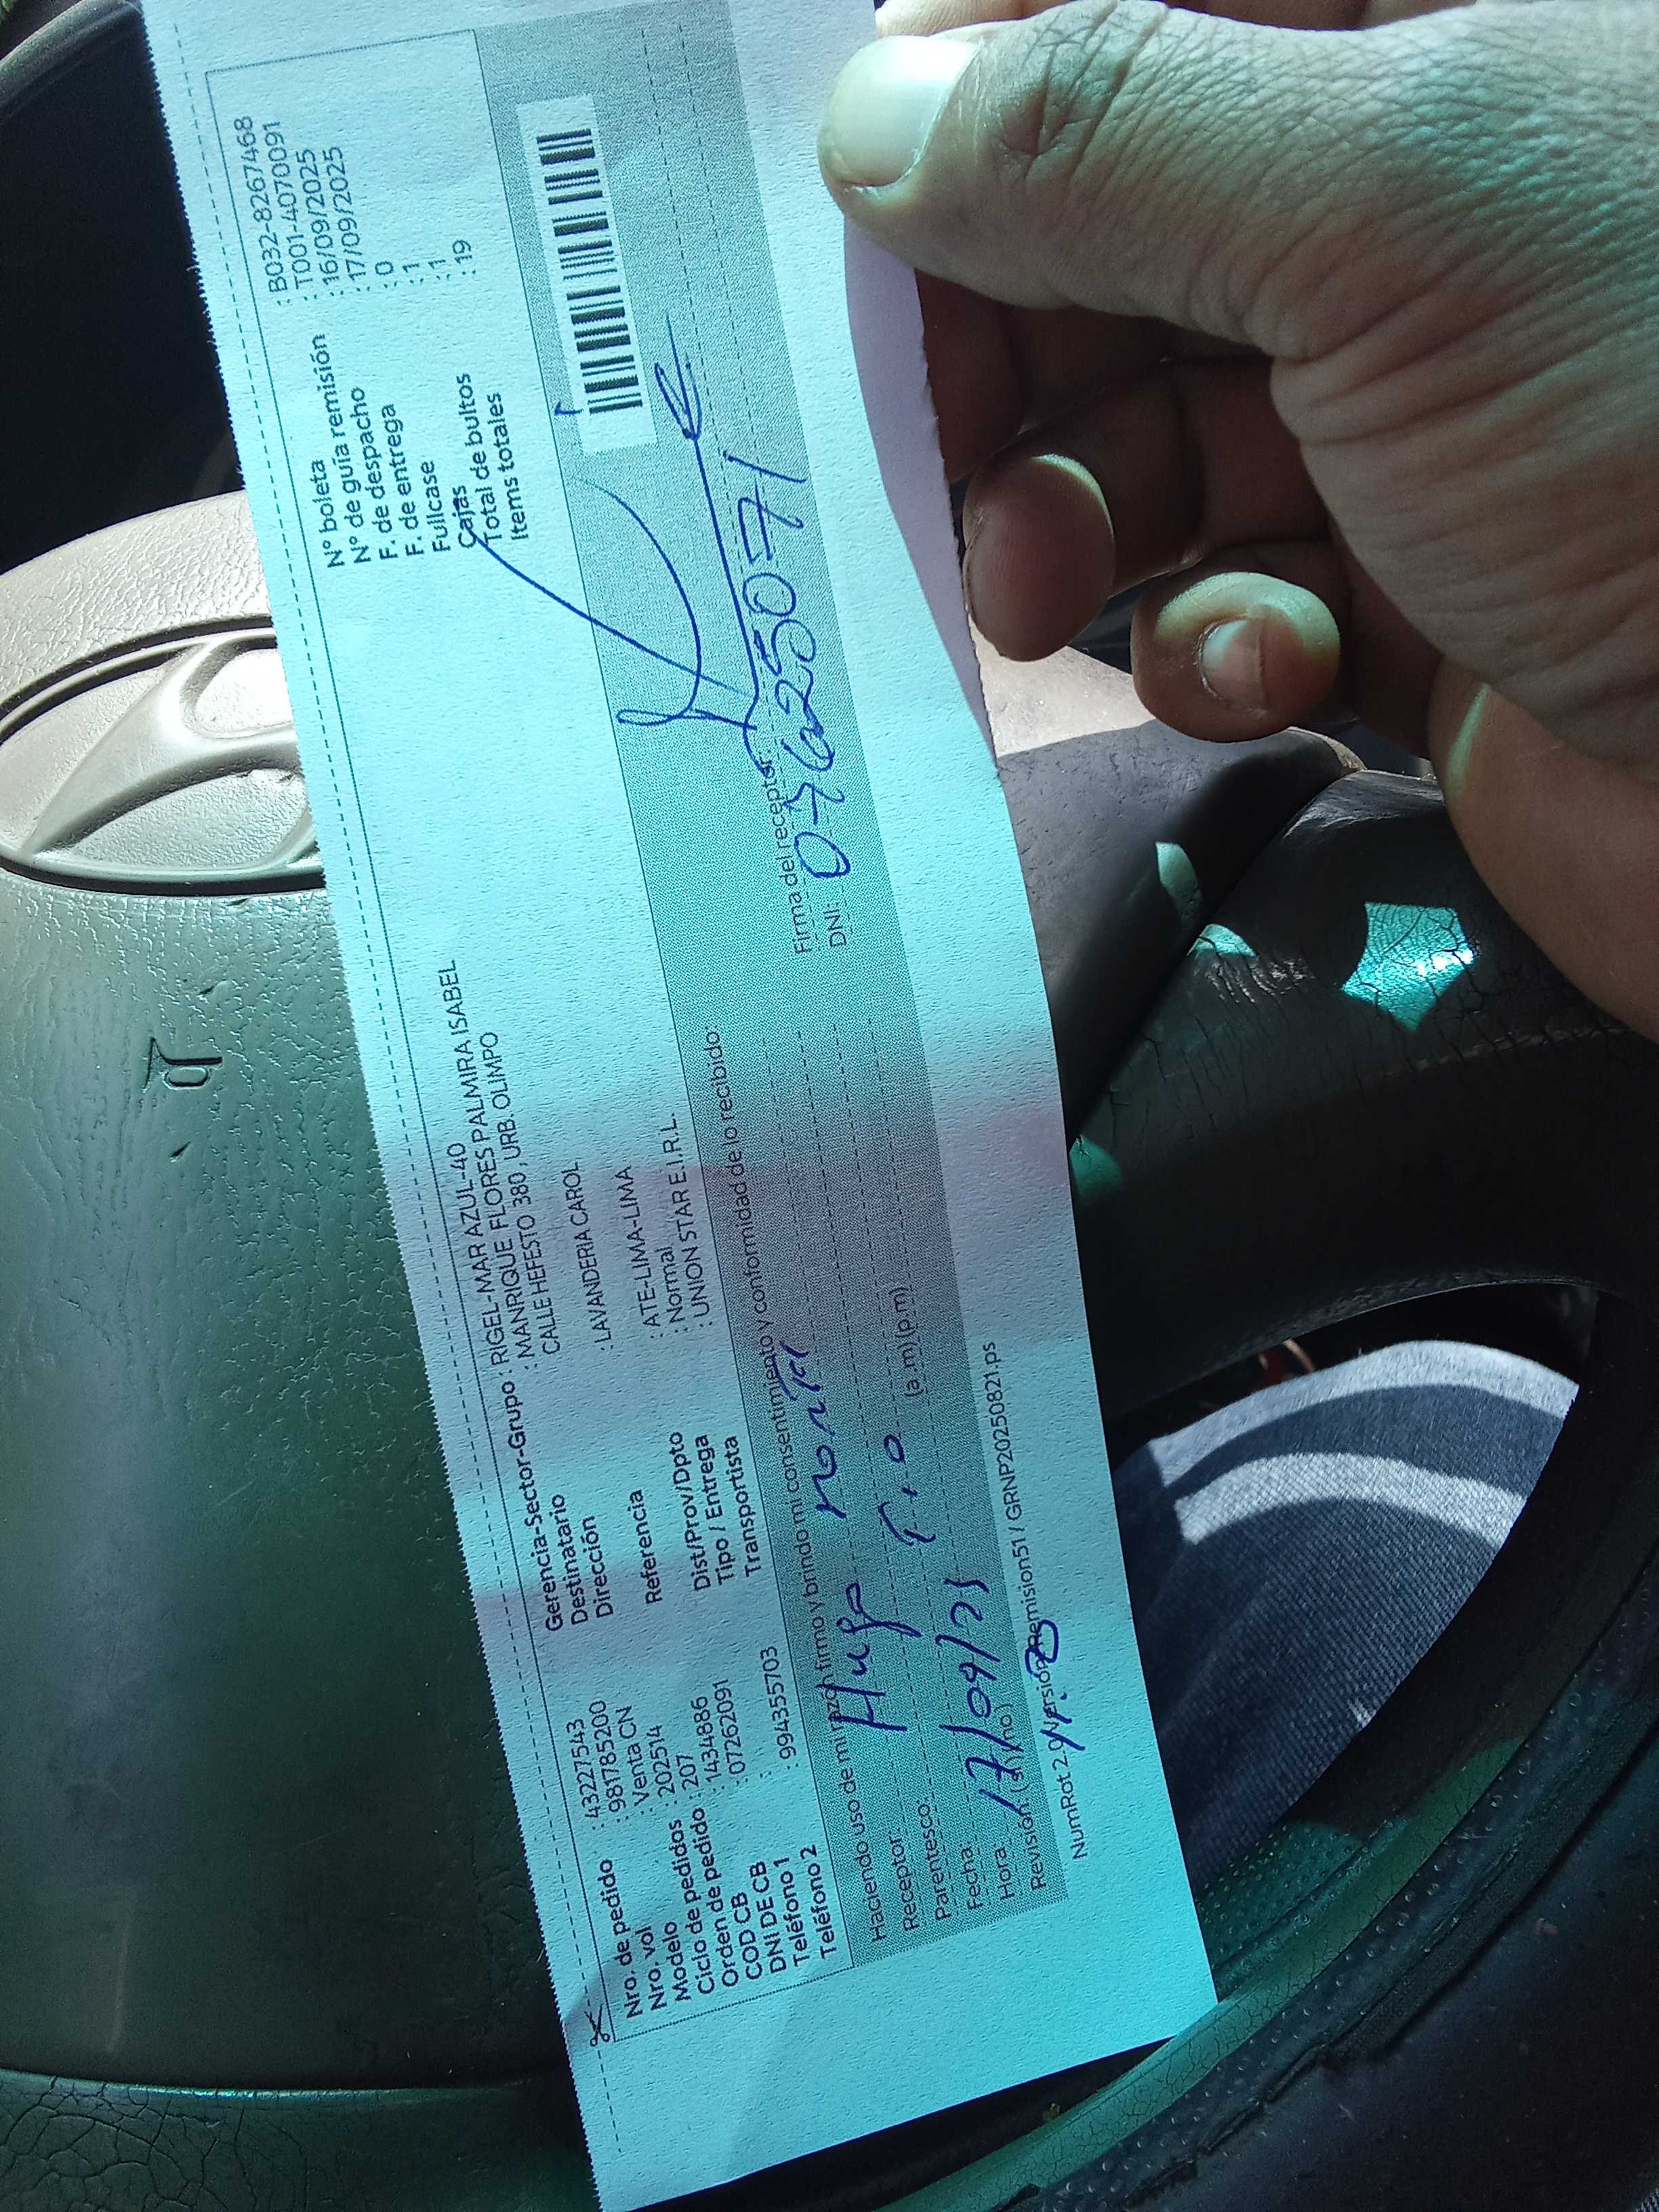 Nro. de pedido : 43227543
Nro. vol : 981785200
Modelo : Venta CN
Ciclo de pedidos : 202514
Orden de pedido : 207
COD CB : 1434886
DNI DE CB : 07262091
Teléfono 1 :
Teléfono 2 : 994355703
Gerencia-Sector-Grupo : RIGEL-MAR AZUL-40
Destinatario : MANRIQUE FLORES PALMIRA ISABEL
Dirección CALLE HEFESTO 380 , URB. OLIMPO
Referencia : LAVANDERIA CAROL
Dist/Prov/Dpto : ATE-LIMA-LIMA
Tipo / Entrega : Normal
Transportista : UNION STAR E.I.R.L.
N° boleta : B032-8267468
N° de guía remisión : T001-4070091
F. de despacho : 16/09/2025
F. de entrega : 17/09/2025
Fullcase : 0
Cajas : 1
Total de bultos : 1
Items totales : 19
Haciendo uso de mi razón firmo y brindo mi consentimiento y conformidad de lo recibido:
Receptor: Hugo
Parentesco: Tio
Fecha: 17/09/25
Hora: (a.m) (p.m)
Revisión: (si) (no)
Firma del receptor:
DNI: 07625071
NumRot 2.0 Versión Remision51 / GRNP20250821.ps